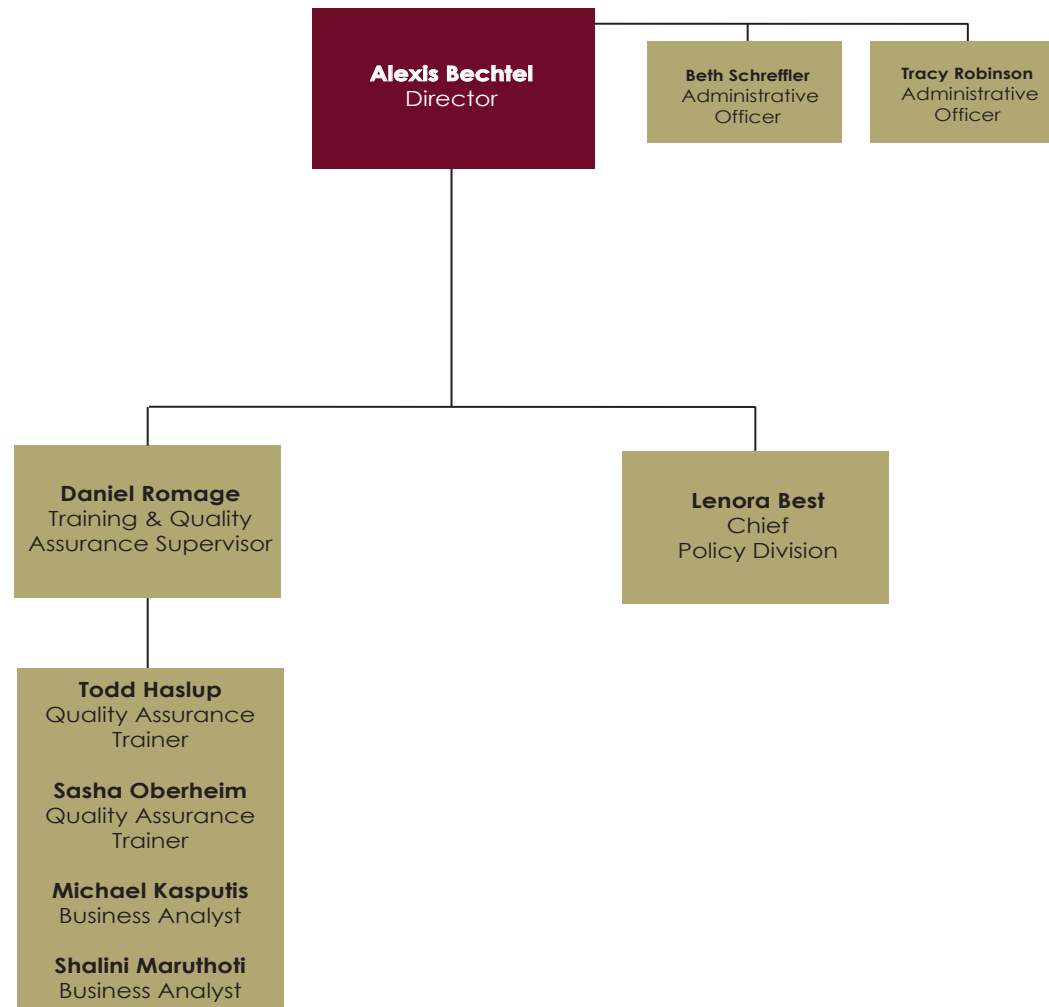 Alexis Bechtel
Director
Beth Schreffler
Administrative
Officer
Tracy Robinson
Administrative
Officer
Daniel Romage
Training & Quality
Assurance Supervisor
Lenora Best
Chief
Policy Division
Todd Haslup
Quality Assurance
Trainer
Sasha Oberheim
Quality Assurance
Trainer
Michael Kasputis
Business Analyst
Shalini Maruthoti
Business Analyst